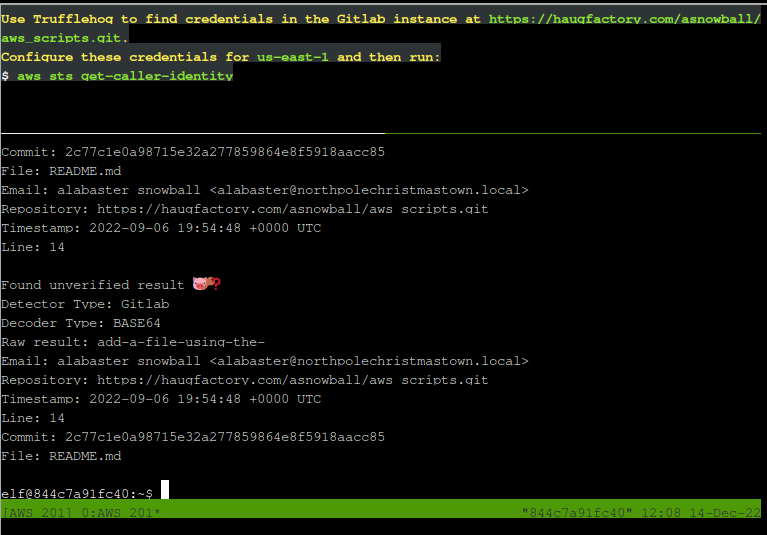 Use Trufflehog to find credentials in the Gitlab instance at https://haugfactory.com/asnowball/
aws_scripts.git.
Configure these credentials for us-east-1 and then run:
$ aws sts get-caller-identity
Commit: 2c77c1e0a98715e32a277859864e8f5918aacc85
File: README.md
Email: alabaster snowball <alabaster@northpolechristmastown.local>
Repository: https://haugfactory.com/asnowball/aws_scripts.git
Timestamp: 2022-09-06 19:54:48 +0000 UTC
Line: 14
Found unverified result 🐷🔑❓
Detector Type: Gitlab
Decoder Type: BASE64
Raw result: add-a-file-using-the-
Email: alabaster snowball <alabaster@northpolechristmastown.local>
Repository: https://haugfactory.com/asnowball/aws_scripts.git
Timestamp: 2022-09-06 19:54:48 +0000 UTC
Line: 14
Commit: 2c77c1e0a98715e32a277859864e8f5918aacc85
File: README.md
elf@844c7a91fc40:~$
[AWS 201] 0:AWS 201* "844c7a91fc40" 12:08 14-Dec-22